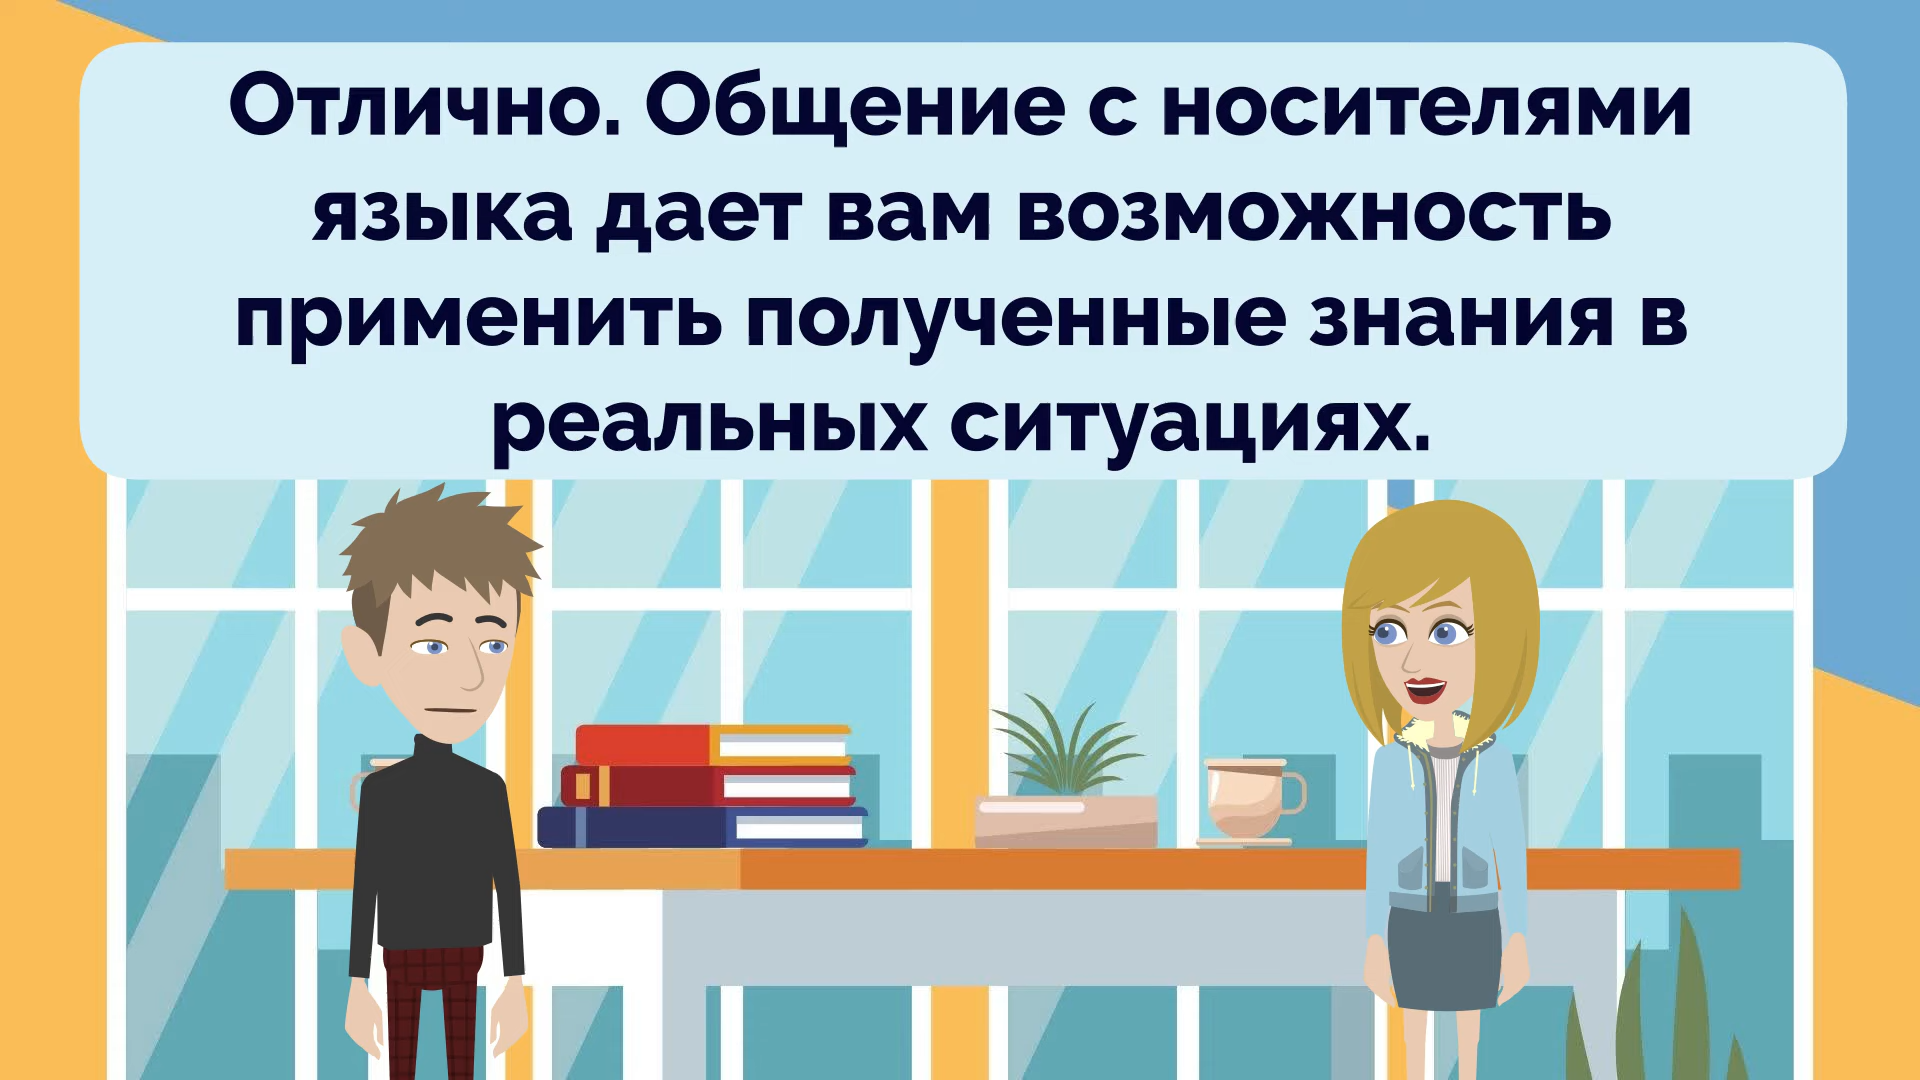 Отлично. Общение с носителями
языка дает вам возможность
применить полученные знания в
реальных ситуациях.